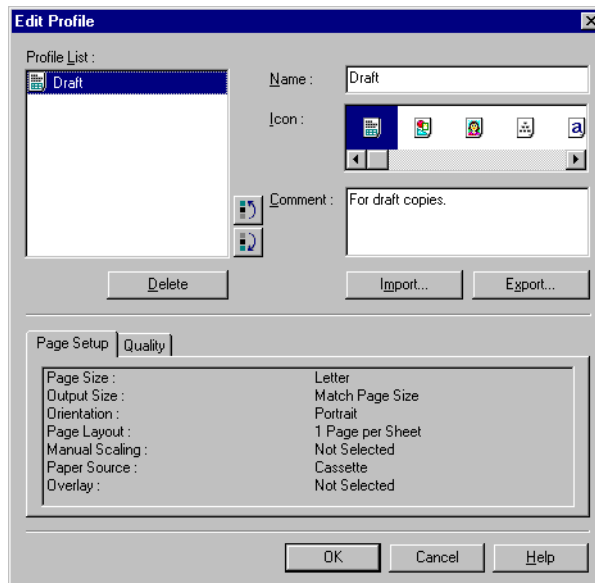 Edit Profile
Profile List :
Draft
Name : Draft
Icon :
a
Comment : For draft copies.
Delete
Import... Export...
Page Setup Quality
Page Size : Letter
Output Size : Match Page Size
Orientation : Portrait
Page Layout : 1 Page per Sheet
Manual Scaling : Not Selected
Paper Source : Cassette
Overlay : Not Selected
OK Cancel Help